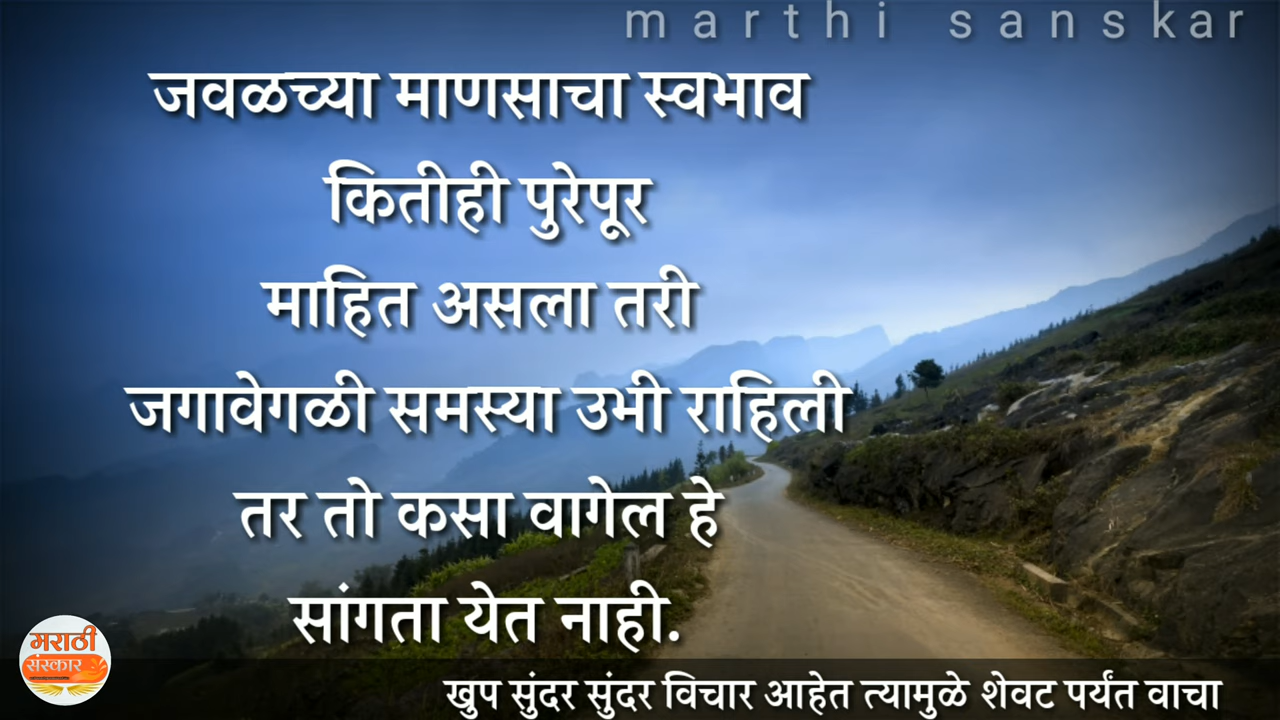 marthi sanskar
जवळच्या माणसाचा स्वभाव
कितीही पुरेपूर
माहित असला तरी
जगावेगळी समस्या उभी राहिली
तर तो कसा वागेल हे
सांगता येत नाही.
मराठी
संस्कार
खुप सुंदर सुंदर विचार आहेत त्यामुळे शेवट पर्यंत वाचा